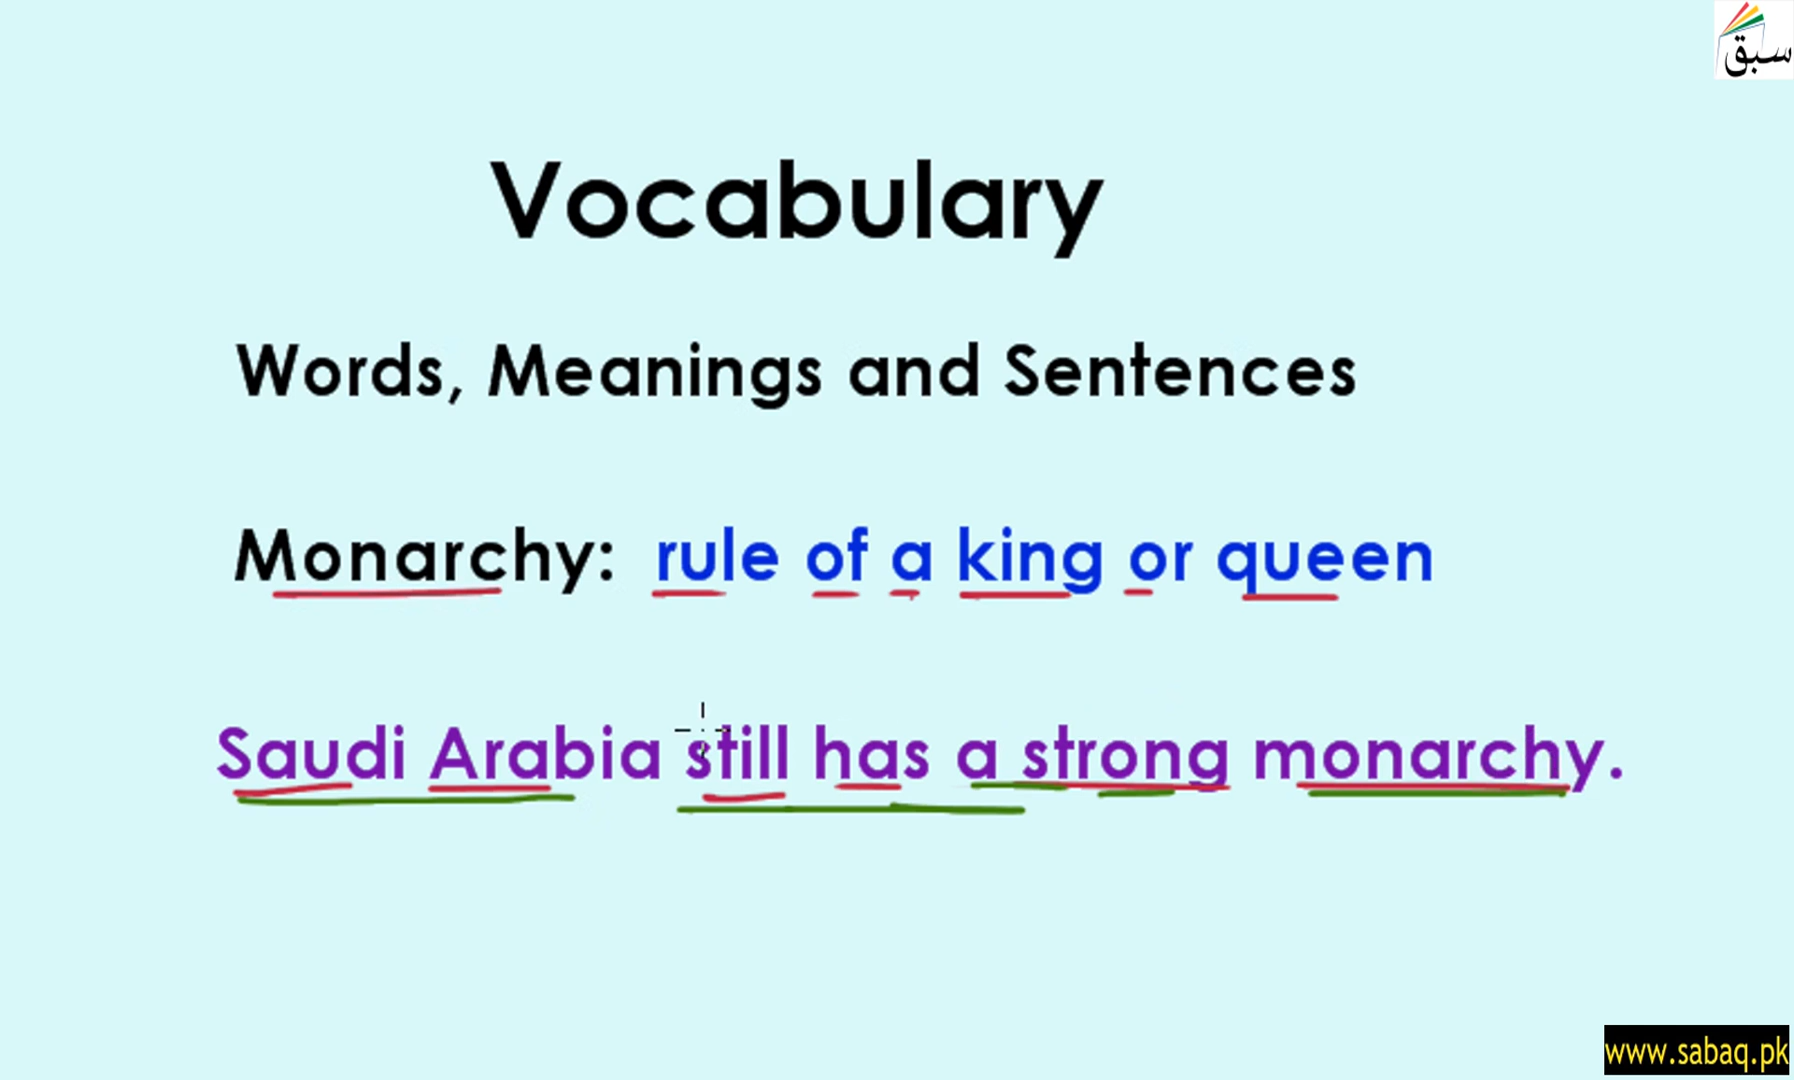 سبق
Vocabulary
Words, Meanings and Sentences
Monarchy: rule of a king or queen
Saudi Arabia still has a strong monarchy.
www.sabaq.pk